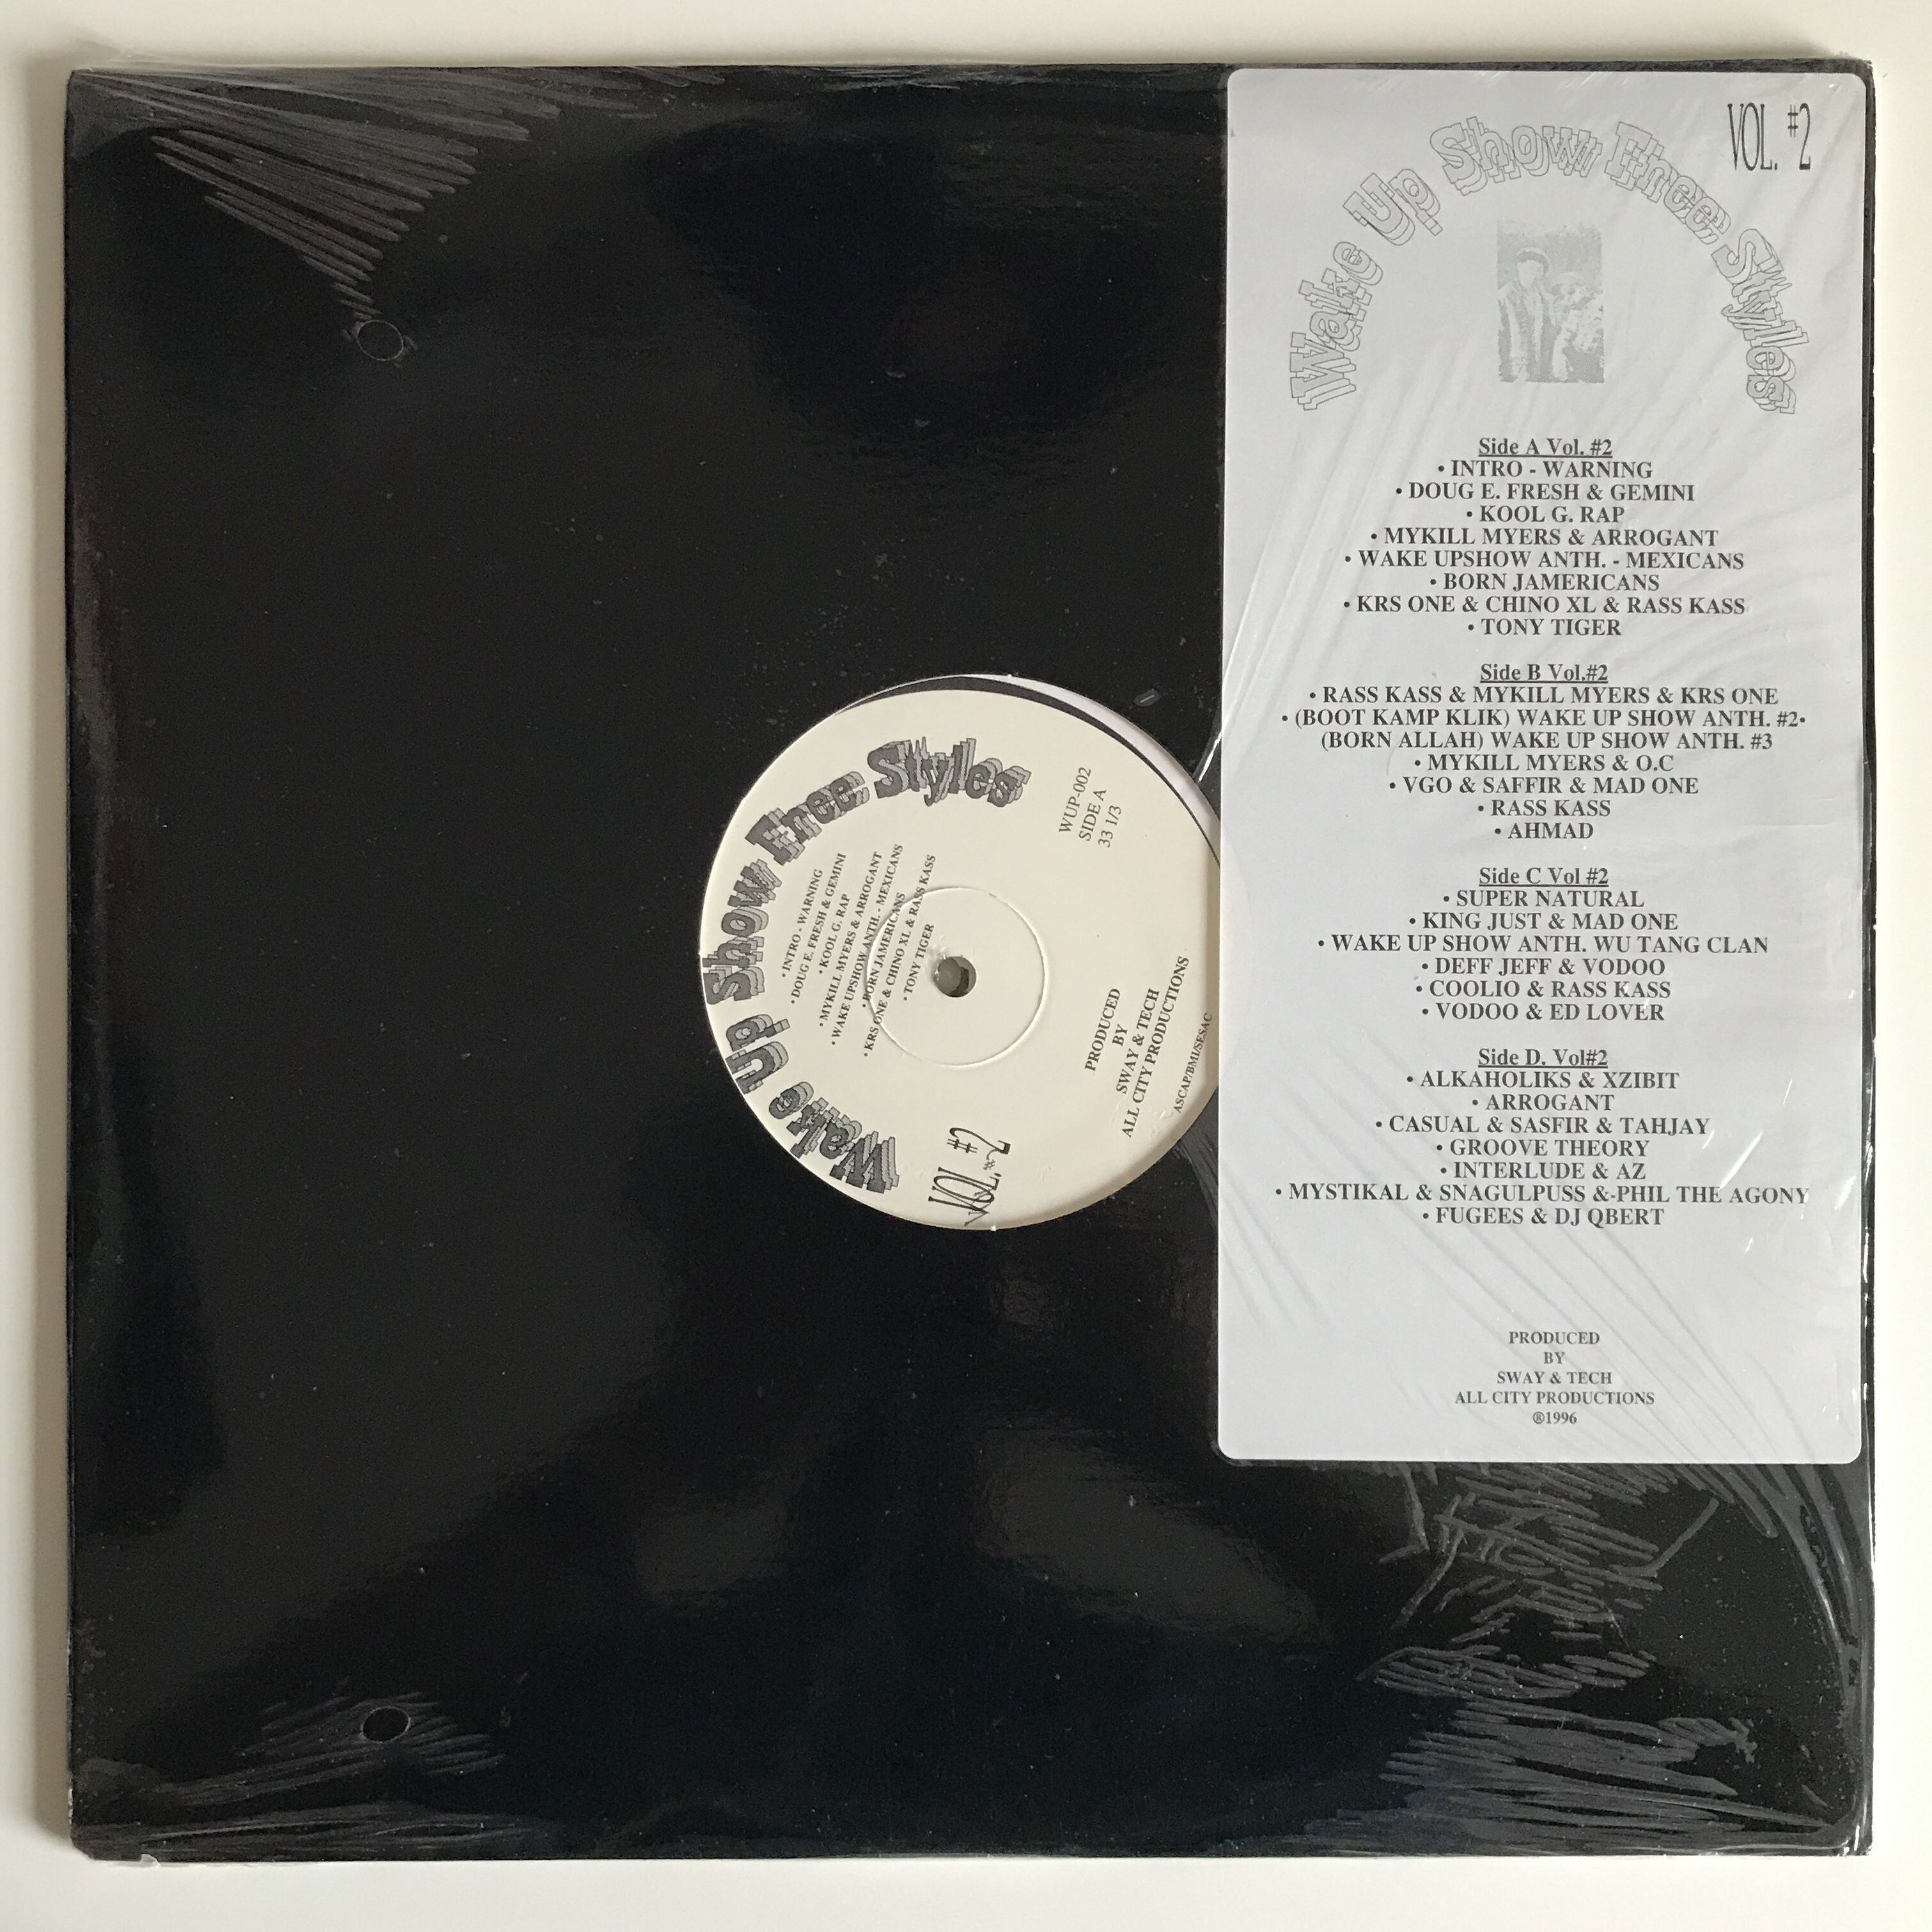 VOL. #2
Wake Up Show Free Styles
Side A Vol. #2
• INTRO - WARNING
• DOUG E. FRESH & GEMINI
• KOOL G. RAP
• MYKILL MYERS & ARROGANT
• WAKE UPSHOW ANTH. - MEXICANS
• BORN JAMERICANS
• KRS ONE & CHINO XL & RASS KASS
• TONY TIGER
Side B Vol.#2
• RASS KASS & MYKILL MYERS & KRS ONE
• (BOOT KAMP KLIK) WAKE UP SHOW ANTH. #2•
(BORN ALLAH) WAKE UP SHOW ANTH. #3
• MYKILL MYERS & O.C
• VGO & SAFFIR & MAD ONE
• RASS KASS
• AHMAD
Side C Vol #2
• SUPER NATURAL
• KING JUST & MAD ONE
• WAKE UP SHOW ANTH. WU TANG CLAN
• DEFF JEFF & VODOO
• COOLIO & RASS KASS
• VODOO & ED LOVER
Side D. Vol#2
• ALKAHOLIKS & XZIBIT
• ARROGANT
• CASUAL & SASFIR & TAHJAY
• GROOVE THEORY
• INTERLUDE & AZ
• MYSTIKAL & SNAGULPUSS &-PHIL THE AGONY
• FUGEES & DJ QBERT
PRODUCED
BY
SWAY & TECH
ALL CITY PRODUCTIONS
®1996
Wake Up Show Free Styles
WUP-002
SIDE A
33 1/3
• INTRO - WARNING
• DOUG E. FRESH & GEMINI
• KOOL G. RAP
• MYKILL MYERS & ARROGANT
• WAKE UPSHOW ANTH. - MEXICANS
• BORN JAMERICANS
• KRS ONE & CHINO XL & RASS KASS
• TONY TIGER
PRODUCED
BY
SWAY & TECH
ALL CITY PRODUCTIONS
ASCAP/BMI/SESAC
VOL #2
VOL. #2